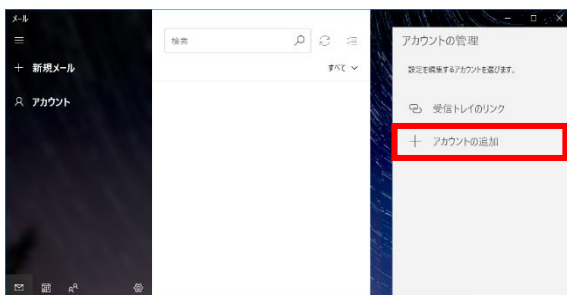 メール
新規メール
アカウント
検索
すべて
アカウントの管理
設定を編集するアカウントを選びます。
受信トレイのリンク
アカウントの追加